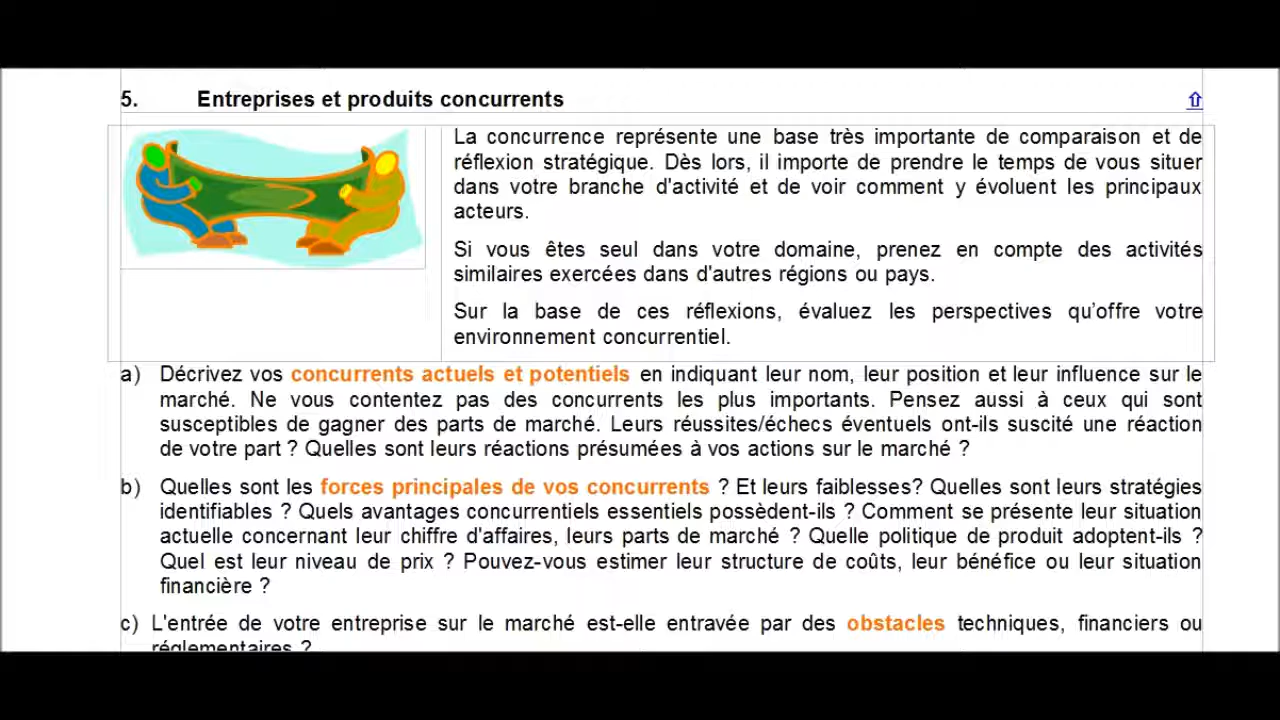 5. Entreprises et produits concurrents ⇧
La concurrence représente une base très importante de comparaison et de
réflexion stratégique. Dès lors, il importe de prendre le temps de vous situer
dans votre branche d'activité et de voir comment y évoluent les principaux
acteurs.
Si vous êtes seul dans votre domaine, prenez en compte des activités
similaires exercées dans d'autres régions ou pays.
Sur la base de ces réflexions, évaluez les perspectives qu’offre votre
environnement concurrentiel.
a) Décrivez vos concurrents actuels et potentiels en indiquant leur nom, leur position et leur influence sur le
marché. Ne vous contentez pas des concurrents les plus importants. Pensez aussi à ceux qui sont
susceptibles de gagner des parts de marché. Leurs réussites/échecs éventuels ont-ils suscité une réaction
de votre part ? Quelles sont leurs réactions présumées à vos actions sur le marché ?
b) Quelles sont les forces principales de vos concurrents ? Et leurs faiblesses? Quelles sont leurs stratégies
identifiables ? Quels avantages concurrentiels essentiels possèdent-ils ? Comment se présente leur situation
actuelle concernant leur chiffre d'affaires, leurs parts de marché ? Quelle politique de produit adoptent-ils ?
Quel est leur niveau de prix ? Pouvez-vous estimer leur structure de coûts, leur bénéfice ou leur situation
financière ?
c) L'entrée de votre entreprise sur le marché est-elle entravée par des obstacles techniques, financiers ou
réglementaires ?